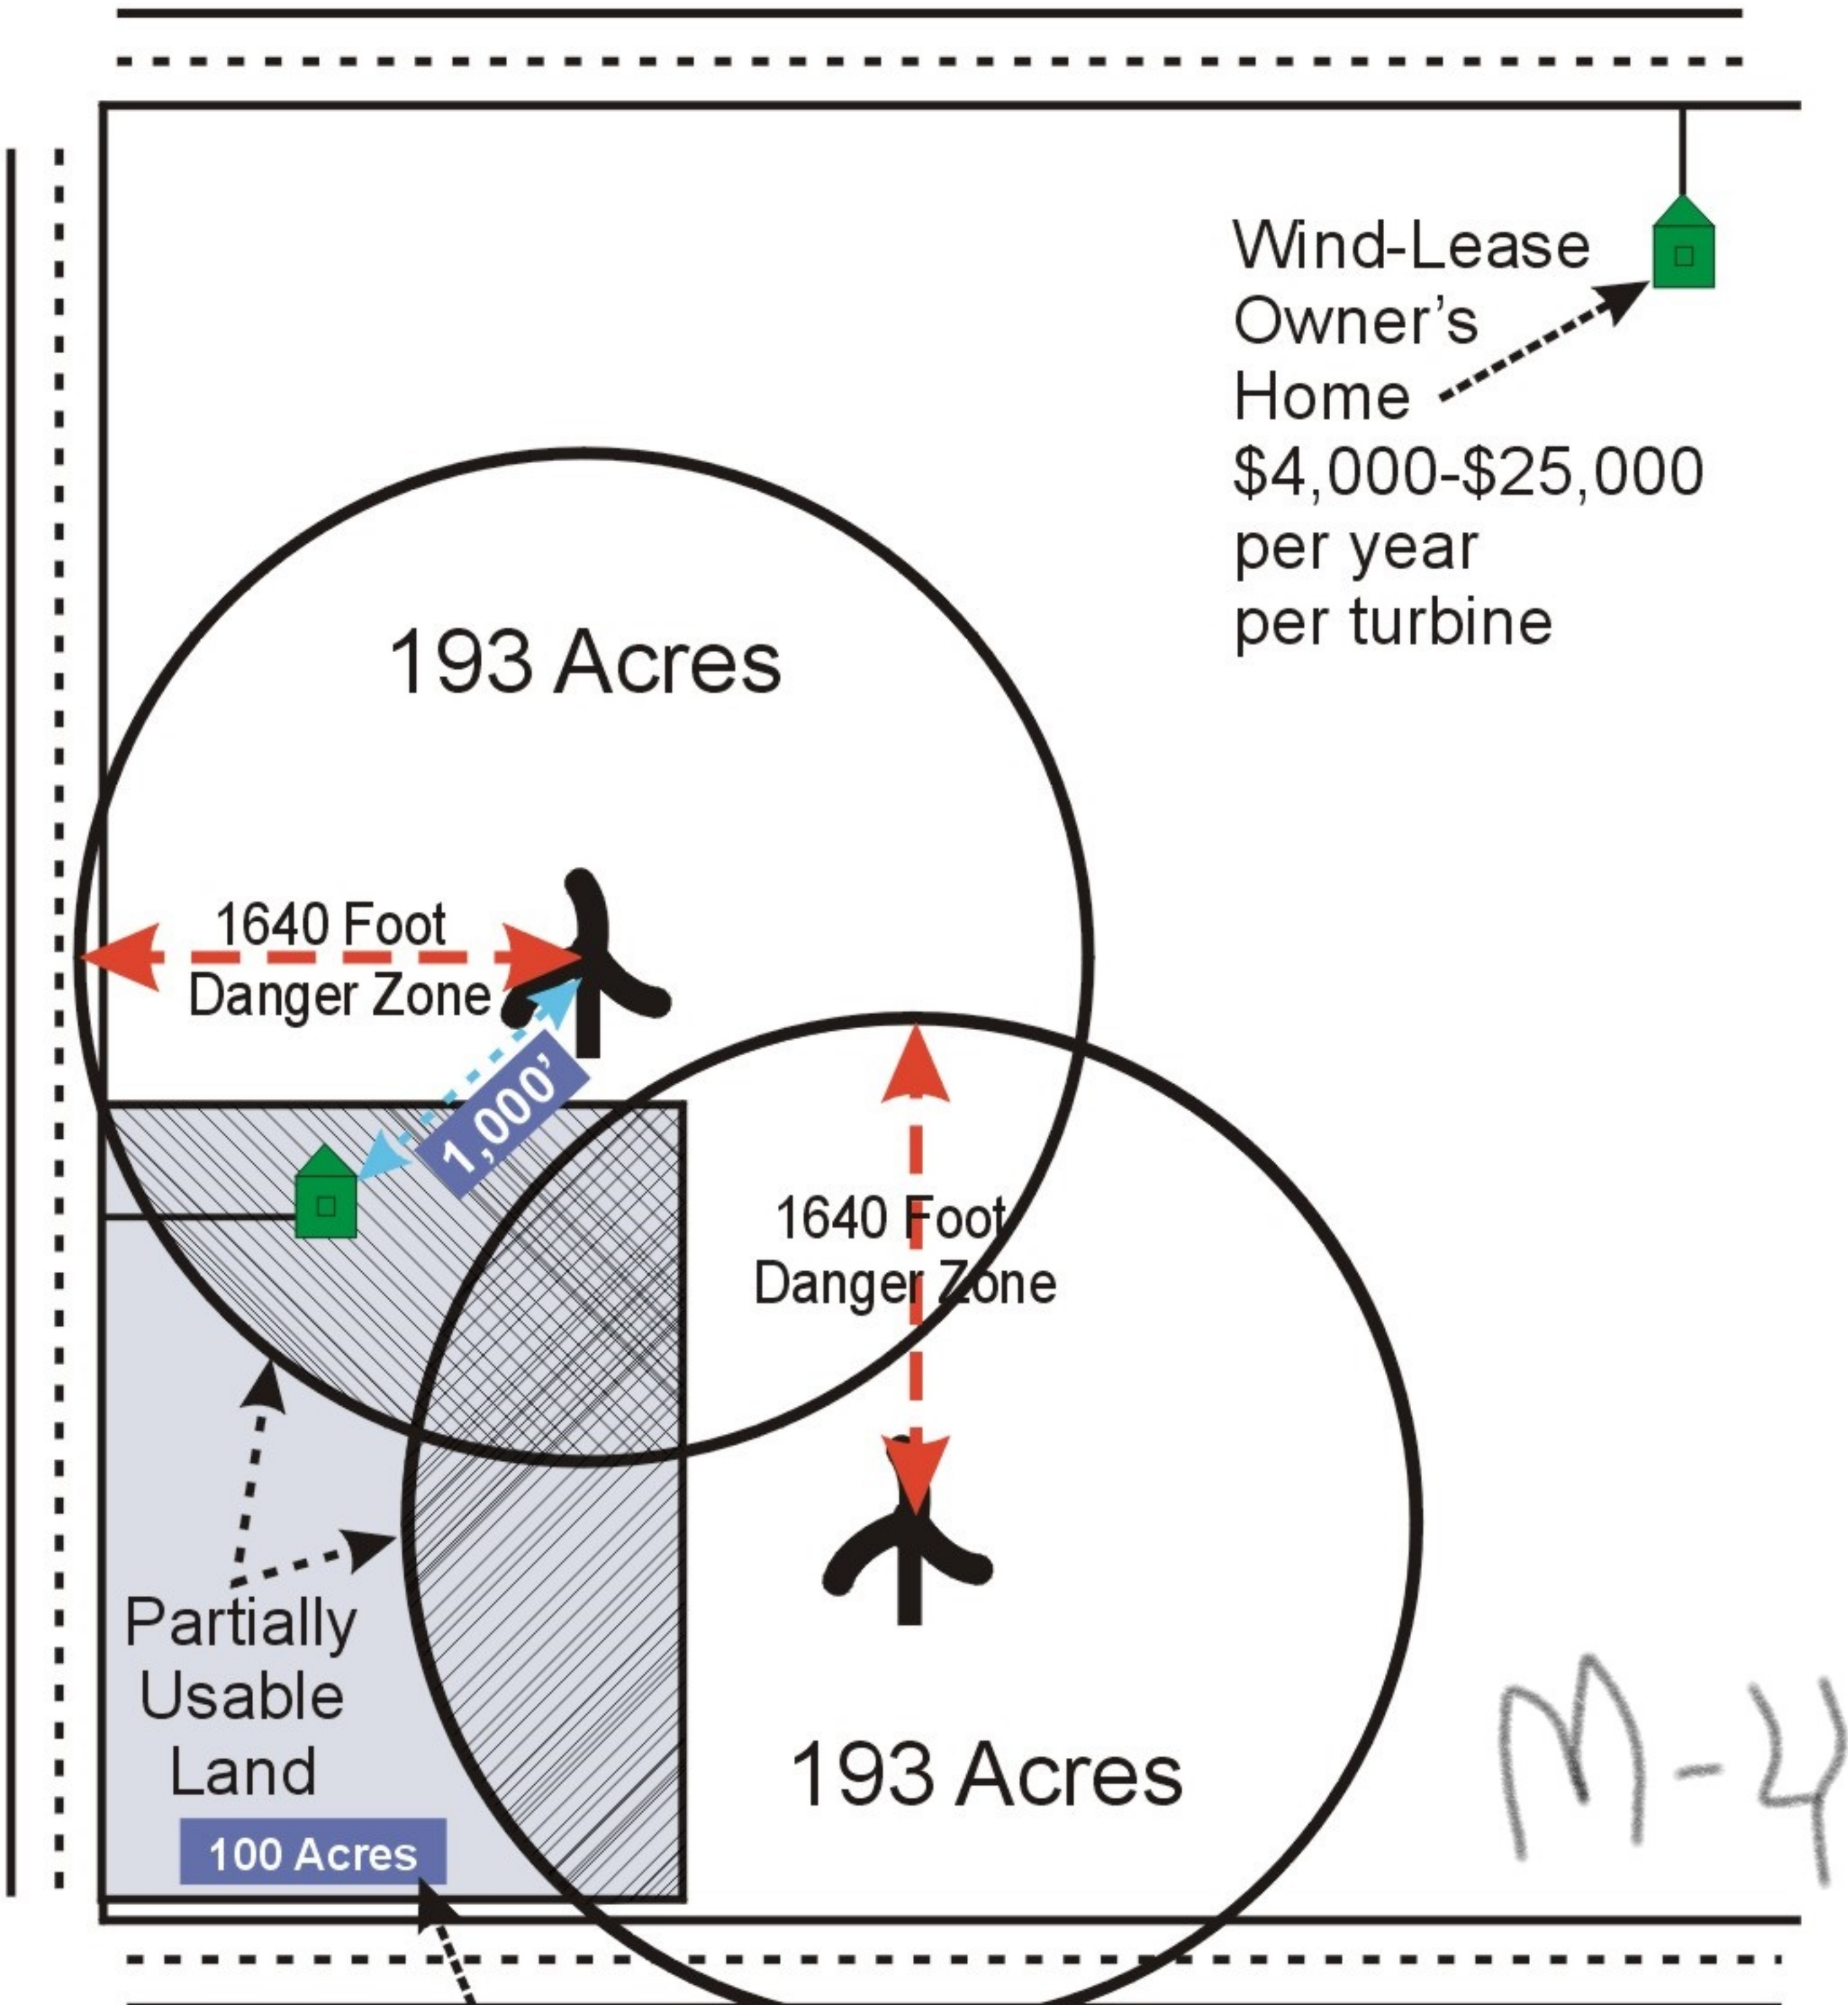 Wind-Lease
Owner’s
Home
$4,000-$25,000
per year
per turbine
193 Acres
1640 Foot
Danger Zone
1,000’
1640 Foot
Danger Zone
Partially
Usable
Land
100 Acres
193 Acres
M-4